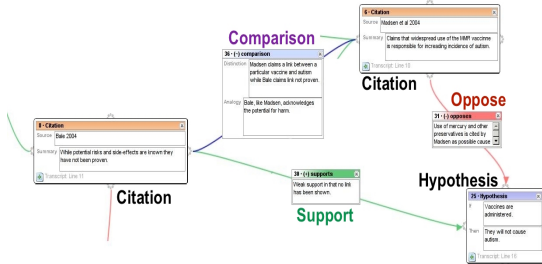 6 - Citation
Source Madsen et al 2004
Summary Claims that widespread use of the MMR vaccinne
is responsible for increading incidence of autism.
Transcript: Line 10
Citation
Comparison
36 - (-) comparison
Distinction Madsen claims a link between a
particular vaccine and autism
while Bale claims link not proven.
Analogy Bale, like Madsen, acknowledges
the potential for harm.
8 - Citation
Source Bale 2004
Summary While potential risks and side-effects are known they
have not been proven.
Transcript: Line 11
Citation
Oppose
31 - (-) opposes
Use of mercury and other
preservatives is cited by
Madsen as possible cause
30 - (-) supports
Weak support in that no link
has been shown.
Support
Hypothesis
25 - Hypothesis
If Vaccines are
administered.
Then They will not cause
autism.
Transcript: Line 10